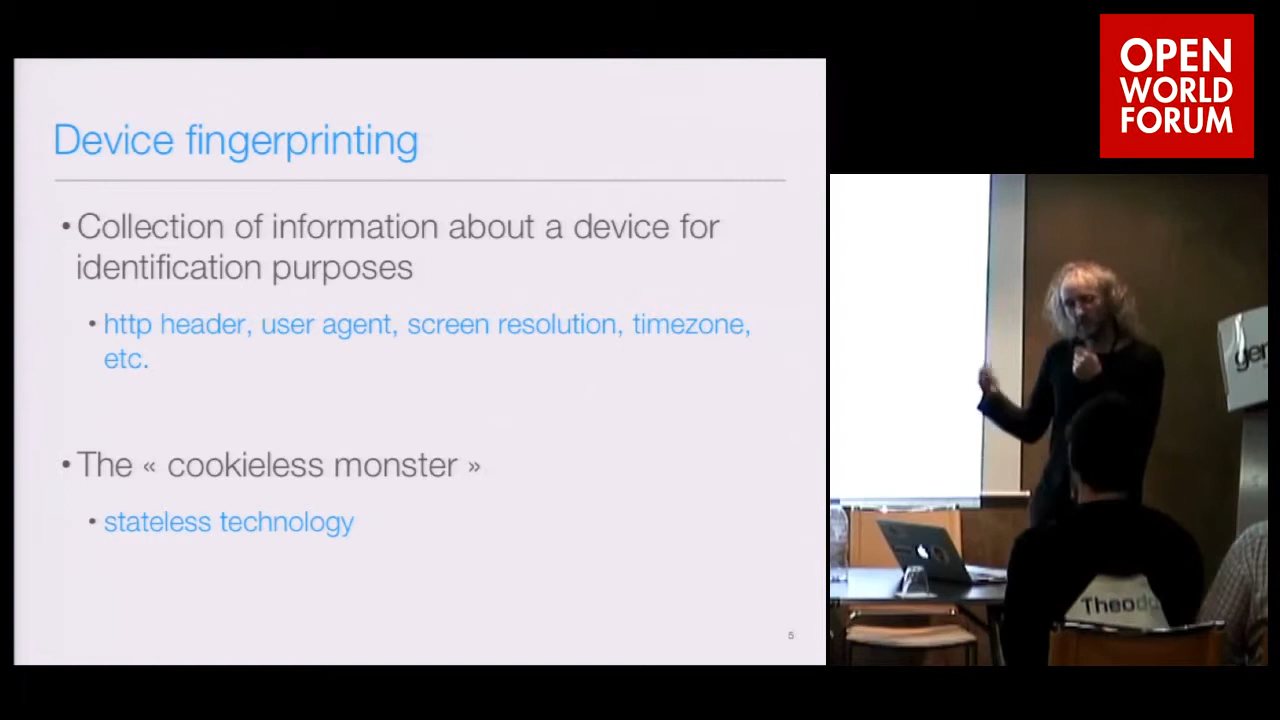 Device fingerprinting
• Collection of information about a device for
identification purposes
• http header, user agent, screen resolution, timezone,
etc.
• The « cookieless monster »
• stateless technology
5
OPEN
WORLD
FORUM